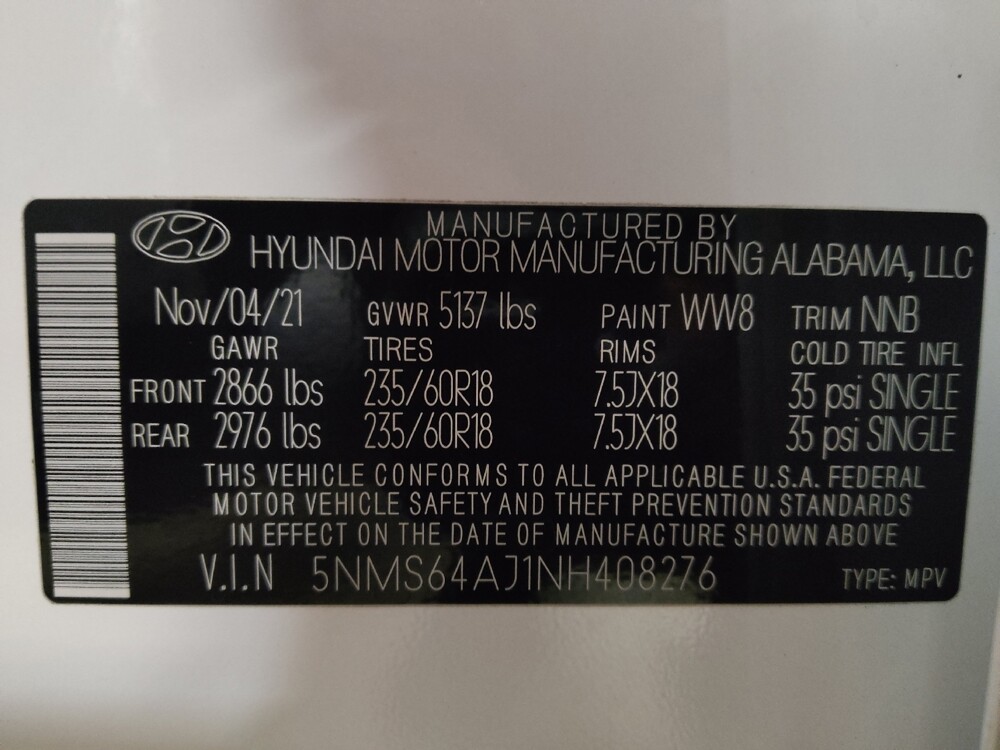 MANUFACTURED BY
HYUNDAI MOTOR MANUFACTURING ALABAMA, LLC
Nov/04/21 GVWR 5137 lbs PAINT WW8 TRIM NNB
GAWR TIRES RIMS COLD TIRE INFL
FRONT 2866 lbs 235/60R18 7.5JX18 35 psi SINGLE
REAR 2976 lbs 235/60R18 7.5JX18 35 psi SINGLE
THIS VEHICLE CONFORMS TO ALL APPLICABLE U.S.A. FEDERAL
MOTOR VEHICLE SAFETY AND THEFT PREVENTION STANDARDS
IN EFFECT ON THE DATE OF MANUFACTURE SHOWN ABOVE
V.I.N 5NMS64AJ1NH408276 TYPE: MPV